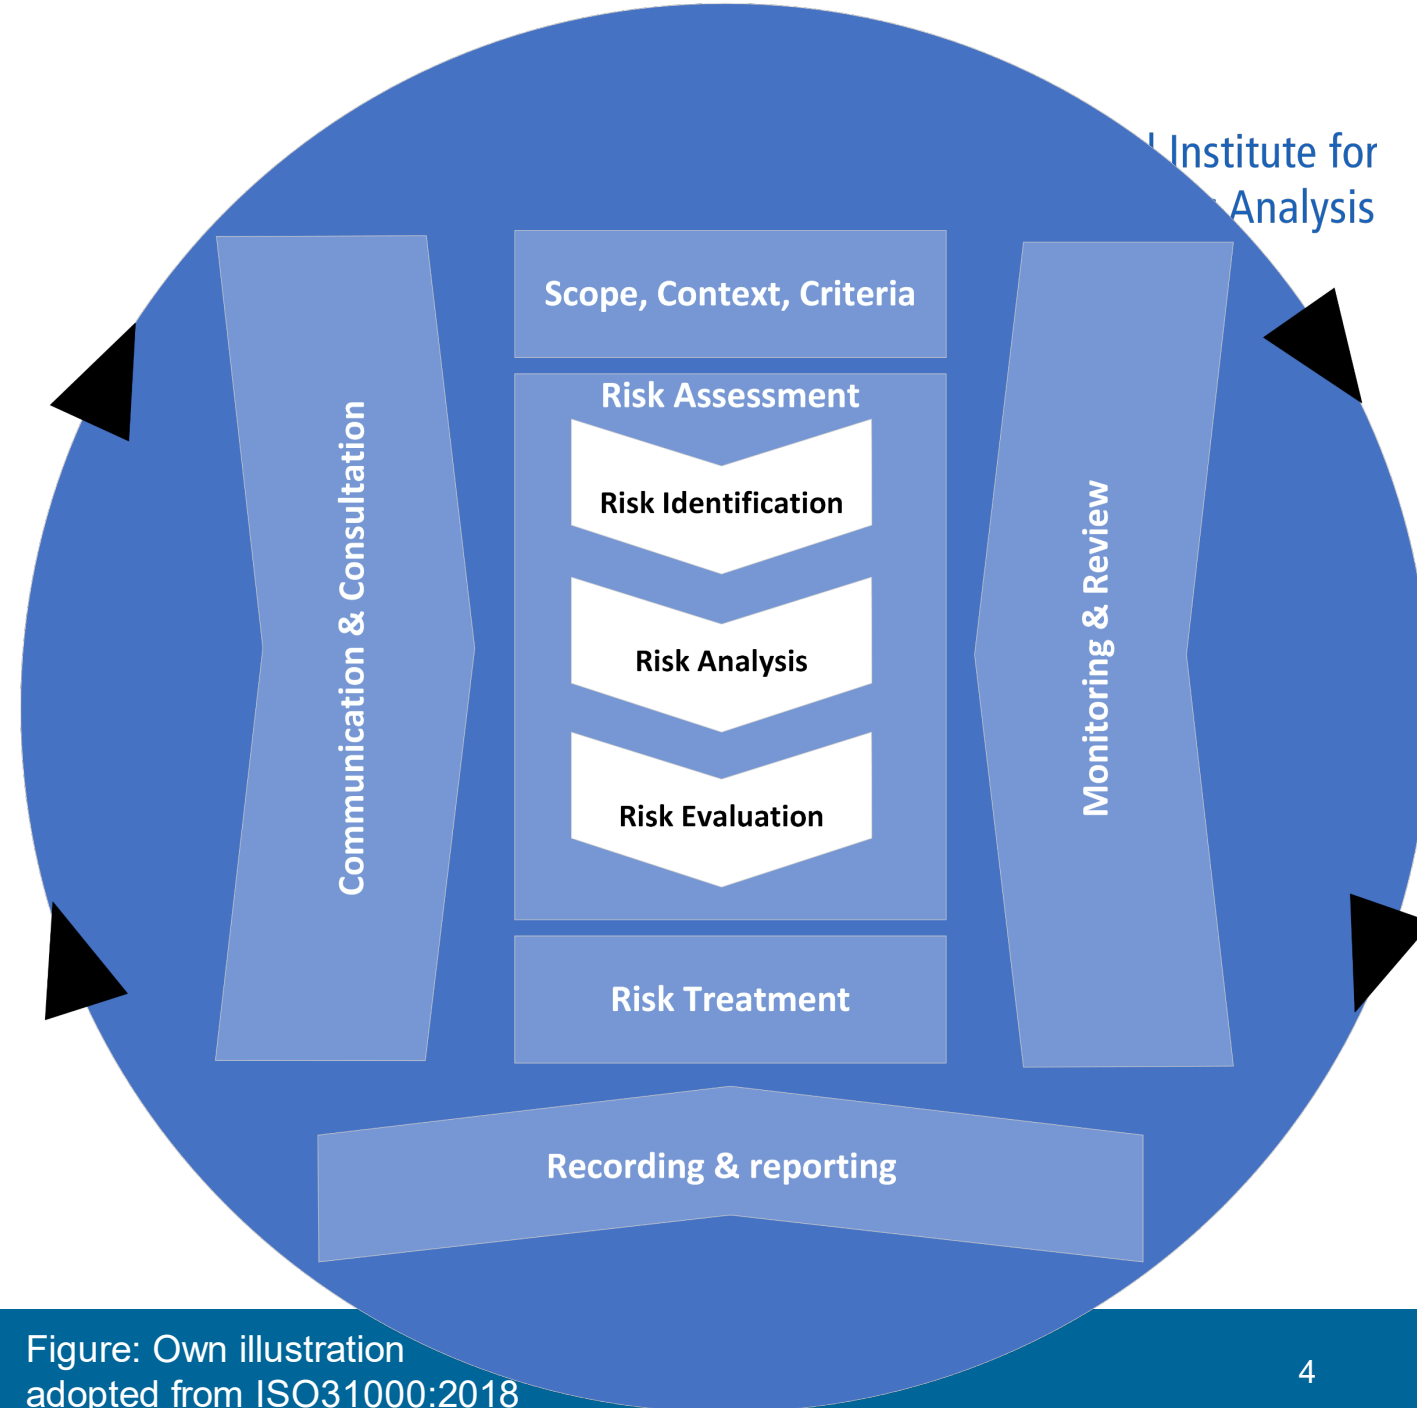 Institute for
Analysis
Scope, Context, Criteria
Communication & Consultation
Risk Assessment
Risk Identification
Risk Analysis
Risk Evaluation
Monitoring & Review
Risk Treatment
Recording & reporting
Figure: Own illustration
adopted from ISO31000:2018
4